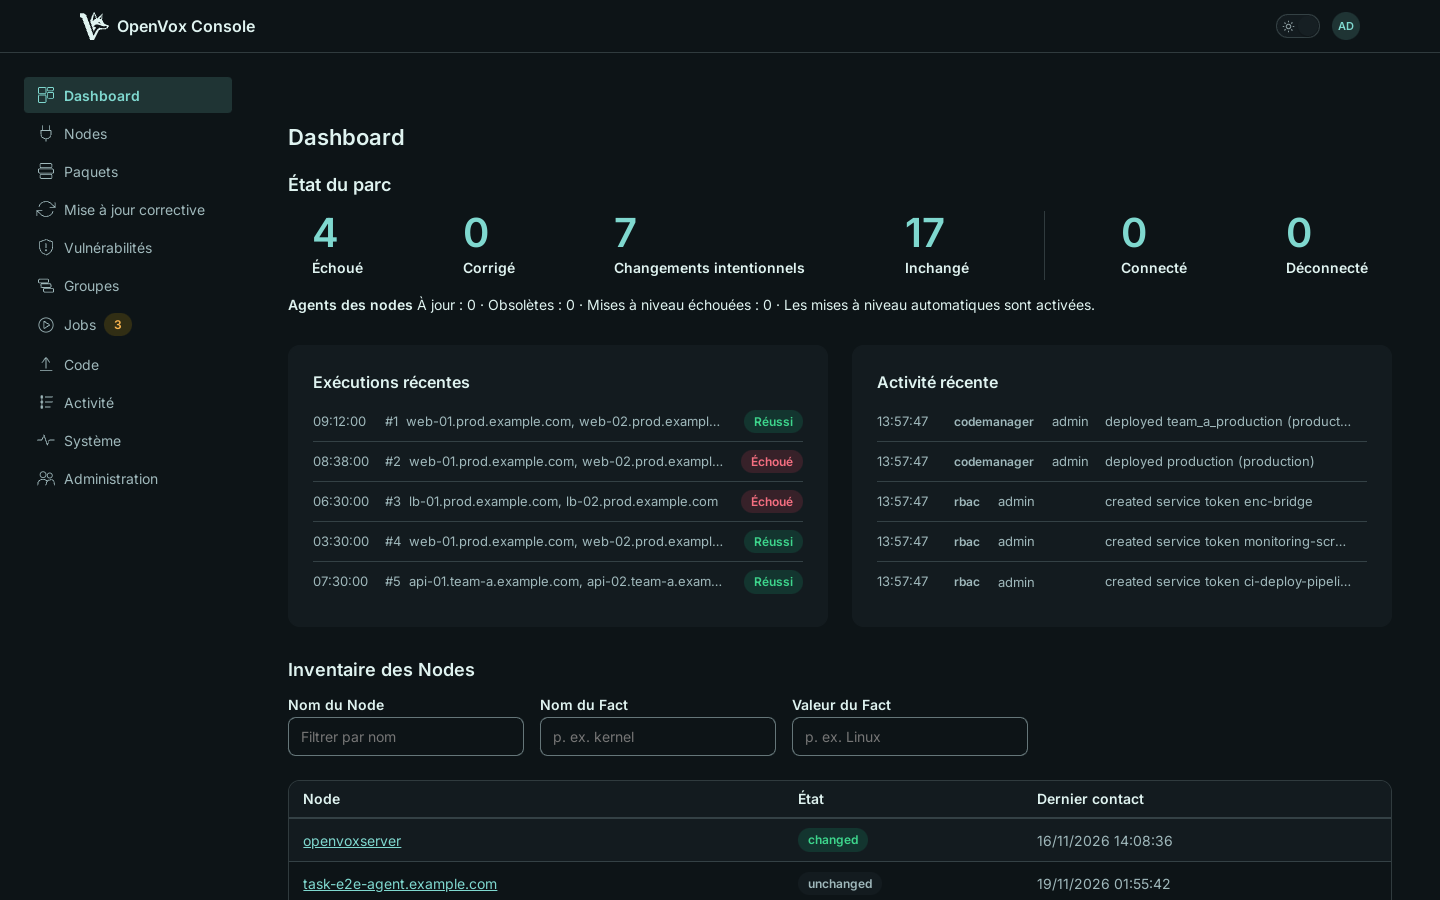 OpenVox Console
AD
Dashboard
Nodes
Paquets
Mise à jour corrective
Vulnérabilités
Groupes
Jobs 3
Code
Activité
Système
Administration
Dashboard
État du parc
4 0 7 17 0 0
Échoué Corrigé Changements intentionnels Inchangé Connecté Déconnecté
Agents des nodes À jour : 0 · Obsolètes : 0 · Mises à niveau échouées : 0 · Les mises à niveau automatiques sont activées.
Exécutions récentes
09:12:00 #1 web-01.prod.example.com, web-02.prod.exampl... Réussi
08:38:00 #2 web-01.prod.example.com, web-02.prod.exampl... Échoué
06:30:00 #3 lb-01.prod.example.com, lb-02.prod.example.com Échoué
03:30:00 #4 web-01.prod.example.com, web-02.prod.exampl... Réussi
07:30:00 #5 api-01.team-a.example.com, api-02.team-a.exam... Réussi
Activité récente
13:57:47 codemanager admin deployed team_a_production (product...
13:57:47 codemanager admin deployed production (production)
13:57:47 rbac admin created service token enc-bridge
13:57:47 rbac admin created service token monitoring-scr...
13:57:47 rbac admin created service token ci-deploy-pipeli...
Inventaire des Nodes
Nom du Node Nom du Fact Valeur du Fact
Filtrer par nom p. ex. kernel p. ex. Linux
Node État Dernier contact
openvoxserver changed 16/11/2026 14:08:36
task-e2e-agent.example.com unchanged 19/11/2026 01:55:42